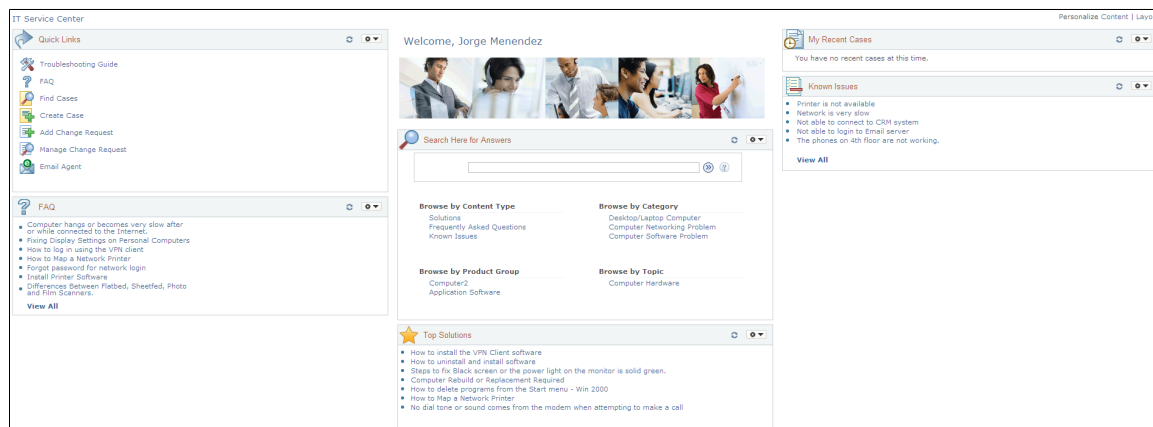 IT Service Center
Personalize Content | Layo
Quick Links
Troubleshooting Guide
FAQ
Find Cases
Create Case
Add Change Request
Manage Change Request
Email Agent
FAQ
Computer hangs or becomes very slow after
or while connected to the Internet.
Fixing Display Settings on Personal Computers
How to log in using the VPN client
How to Map a Network Printer
Forgot password for network login
Install Printer Software
Differences Between Flatbed, Sheetfed, Photo
and Film Scanners.
View All
Welcome, Jorge Menendez
Search Here for Answers
Browse by Content Type
Solutions
Frequently Asked Questions
Known Issues
Browse by Category
Desktop/Laptop Computer
Computer Networking Problem
Computer Software Problem
Browse by Product Group
Computer2
Application Software
Browse by Topic
Computer Hardware
Top Solutions
How to install the VPN Client software
How to uninstall and install software
Steps to fix Black screen or the power light on the monitor is solid green.
Computer Rebuild or Replacement Required
How to delete programs from the Start menu - Win 2000
How to Map a Network Printer
No dial tone or sound comes from the modem when attempting to make a call
My Recent Cases
You have no recent cases at this time.
Known Issues
Printer is not available
Network is very slow
Not able to connect to CRM system
Not able to login to Email server
The phones on 4th floor are not working.
View All